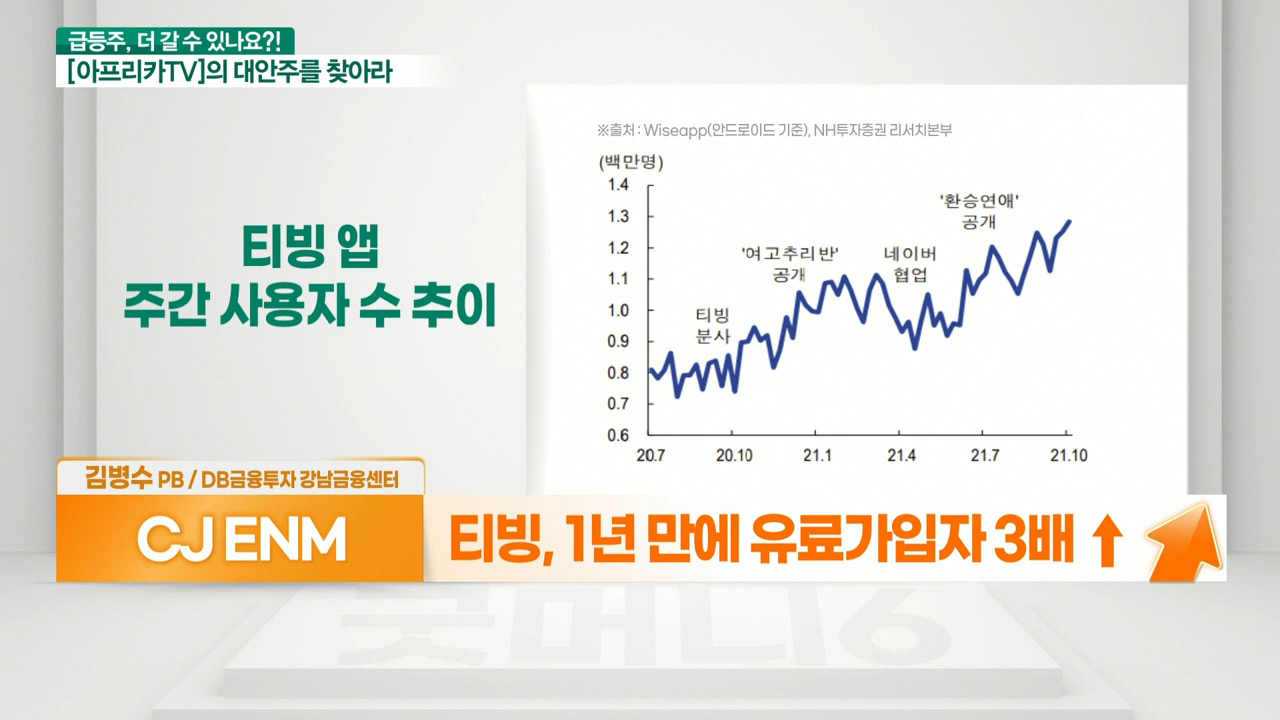 급등주, 더 갈 수 있나요?!
[아프리카TV]의 대안주를 찾아라
티빙 앱
주간 사용자 수 추이
※출처 : Wiseapp(안드로이드 기준), NH투자증권 리서치본부
(백만명)
1.4
1.3
1.2
1.1
1.0
0.9
0.8
0.7
0.6
'환승연애'
공개
'여고추리반'
공개
네이버
협업
티빙
분사
20.7 20.10 21.1 21.4 21.7 21.10
김병수 PB / DB금융투자 강남금융센터
CJ ENM
티빙, 1년 만에 유료가입자 3배 ↑
굿머니6